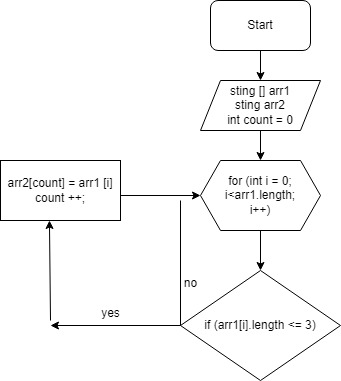 Start
sting [] arr1
sting arr2
int count = 0
for (int i = 0;
i<arr1.length;
i++)
arr2[count] = arr1 [i]
count ++;
no
yes
if (arr1[i].length <= 3)